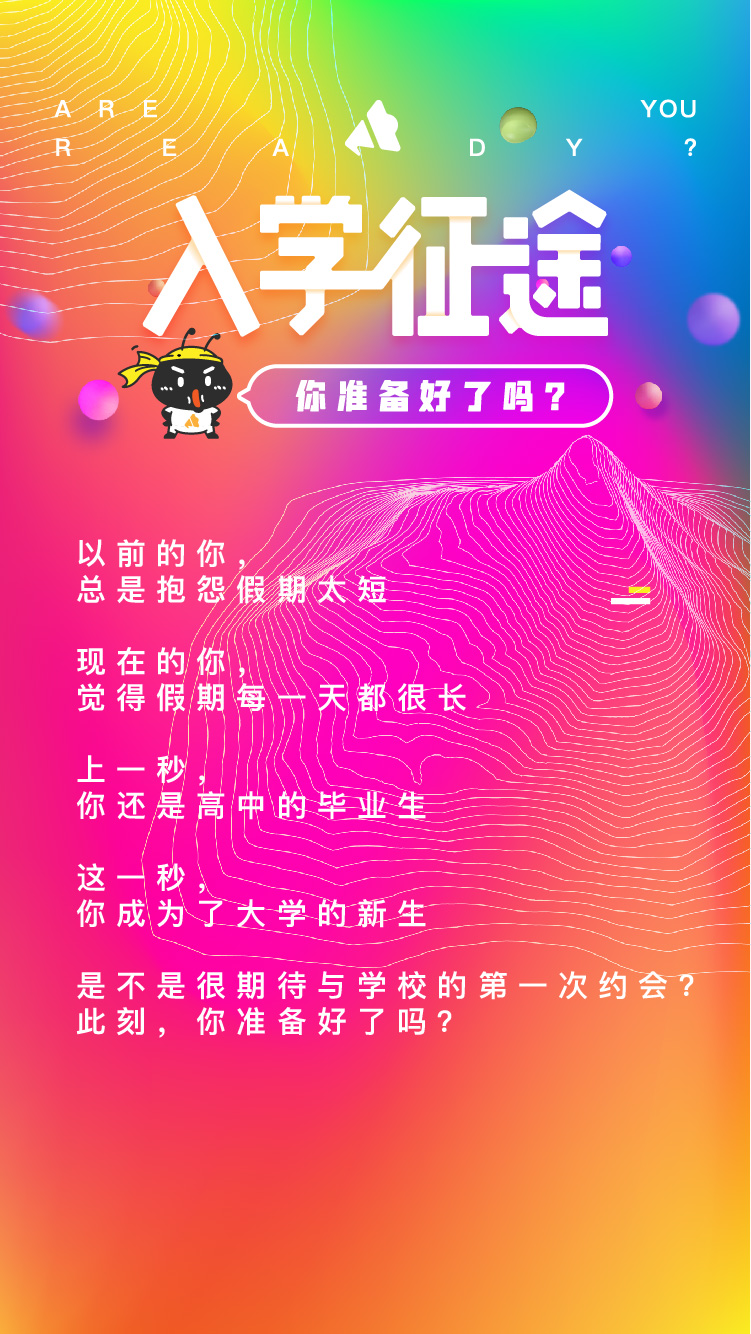 ARE YOU
READY?
入学征途
你准备好了吗?
以前的你,
总是抱怨假期太短
现在的你,
觉得假期每一天都很长
上一秒,
你还是高中的毕业生
这一秒,
你成为了大学的新生
是不是很期待与学校的第一次约会?
此刻,你准备好了吗?